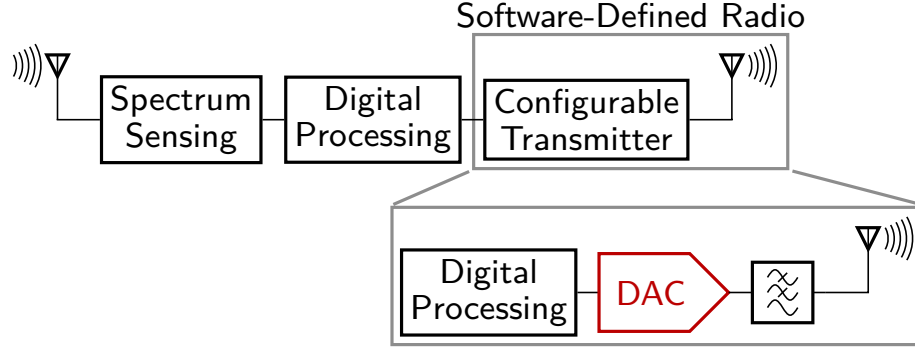 Software-Defined Radio
Spectrum
Sensing
Digital
Processing
Configurable
Transmitter
Digital
Processing
DAC